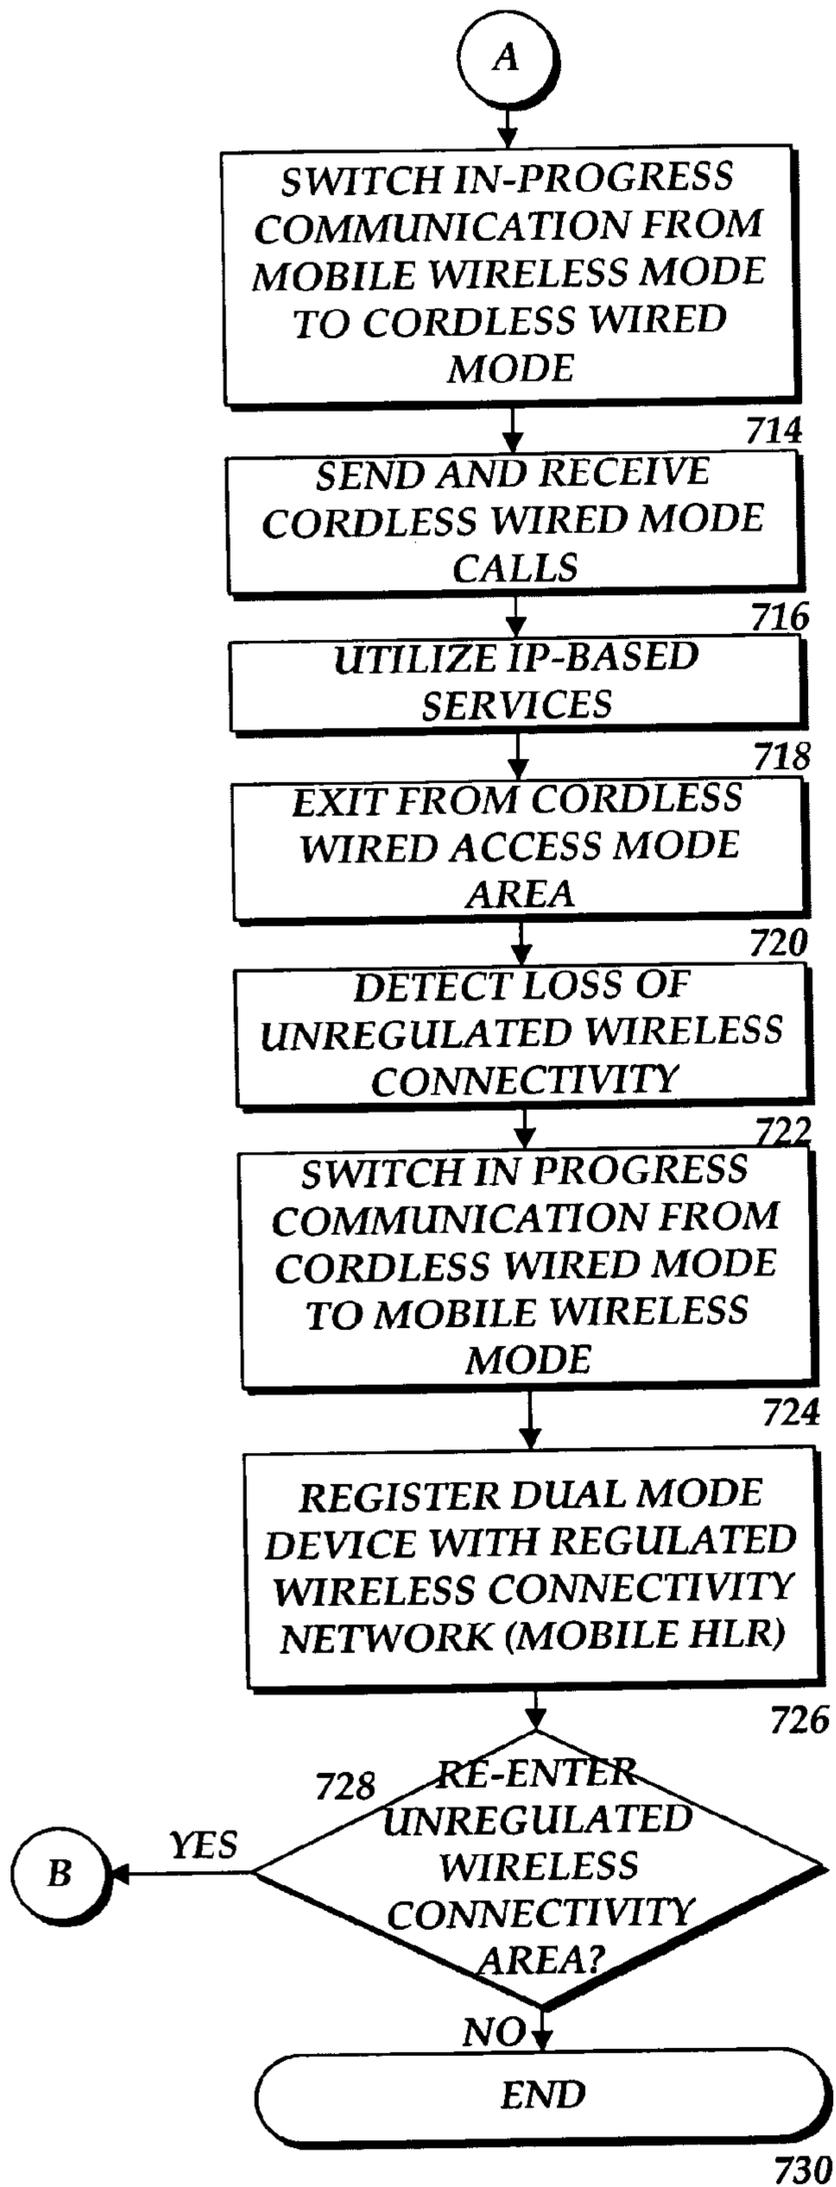 A
SWITCH IN-PROGRESS
COMMUNICATION FROM
MOBILE WIRELESS MODE
TO CORDLESS WIRED
MODE
714
SEND AND RECEIVE
CORDLESS WIRED MODE
CALLS
716
UTILIZE IP-BASED
SERVICES
718
EXIT FROM CORDLESS
WIRED ACCESS MODE
AREA
720
DETECT LOSS OF
UNREGULATED WIRELESS
CONNECTIVITY
722
SWITCH IN PROGRESS
COMMUNICATION FROM
CORDLESS WIRED MODE
TO MOBILE WIRELESS
MODE
724
REGISTER DUAL MODE
DEVICE WITH REGULATED
WIRELESS CONNECTIVITY
NETWORK (MOBILE HLR)
726
728
RE-ENTER
UNREGULATED
WIRELESS
CONNECTIVITY
AREA?
YES
B
NO
END
730